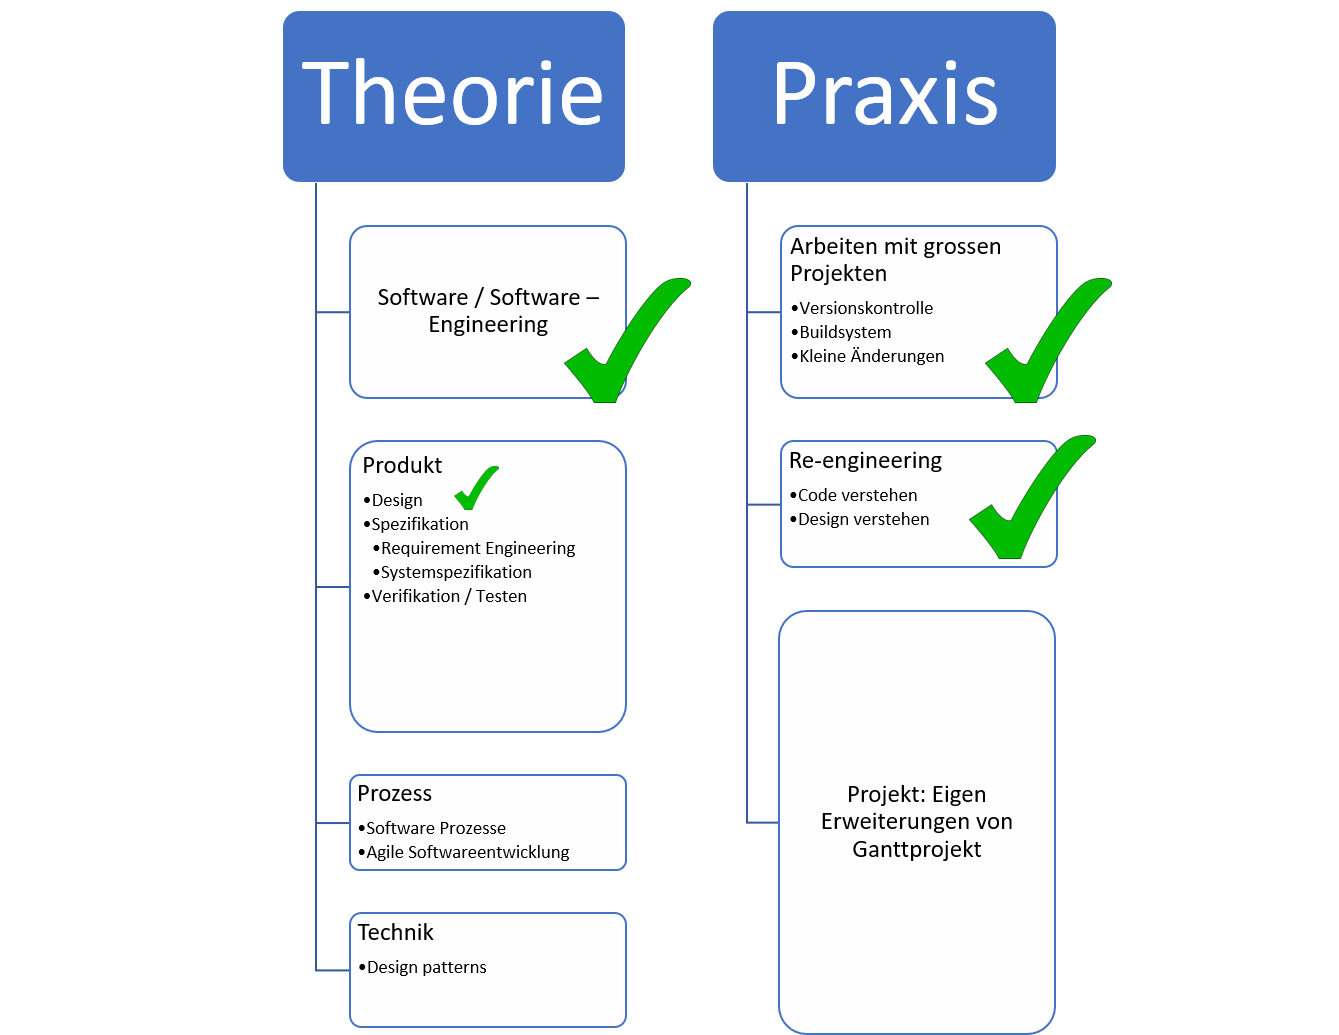 Theorie
Software / Software –
Engineering
Produkt
•Design
•Spezifikation
•Requirement Engineering
•Systemspezifikation
•Verifikation / Testen
Prozess
•Software Prozesse
•Agile Softwareentwicklung
Technik
•Design patterns
Praxis
Arbeiten mit grossen
Projekten
•Versionskontrolle
•Buildsystem
•Kleine Änderungen
Re-engineering
•Code verstehen
•Design verstehen
Projekt: Eigen
Erweiterungen von
Ganttprojekt